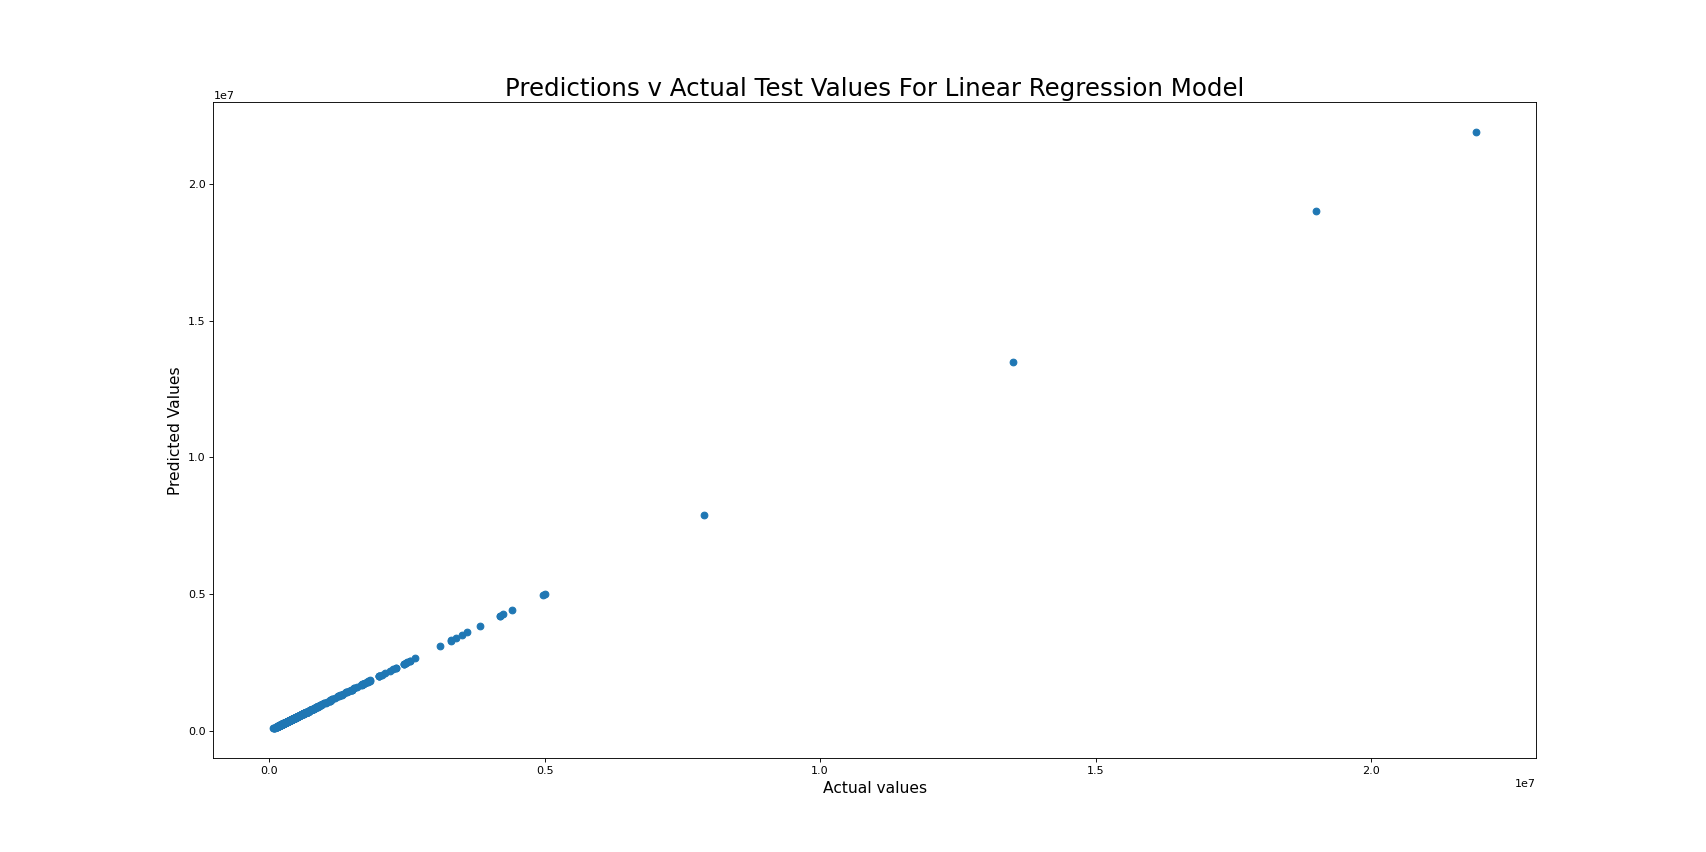 Predictions v Actual Test Values For Linear Regression Model
1e7
2.0
1.5
1.0
0.5
0.0
Predicted Values
0.0 0.5 1.0 1.5 2.0
1e7
Actual values